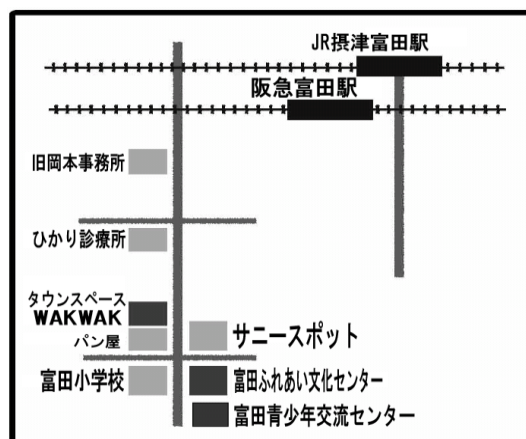 JR摂津富田駅
阪急富田駅
旧岡本事務所
ひかり診療所
タウンスペース
WAKWAK
パン屋
サニースポット
富田小学校
富田ふれあい文化センター
富田青少年交流センター